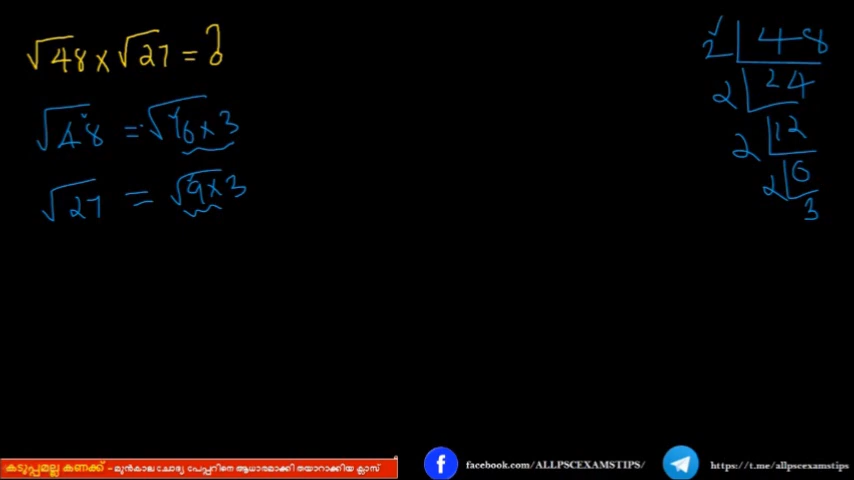 √48 × √27 = ?
√48 = √16 × 3
√27 = √9 × 3
2 | 48
2 | 24
2 | 12
2 | 6
3
കടുപ്പമല്ല കണക്ക് – മുൻകാല ചോദ്യ പേപ്പറിനെ ആധാരമാക്കി തയാറാക്കിയ ക്ലാസ്
facebook.com/ALLPSCEXAMSTIPS/
https://t.me/allpscexamstips